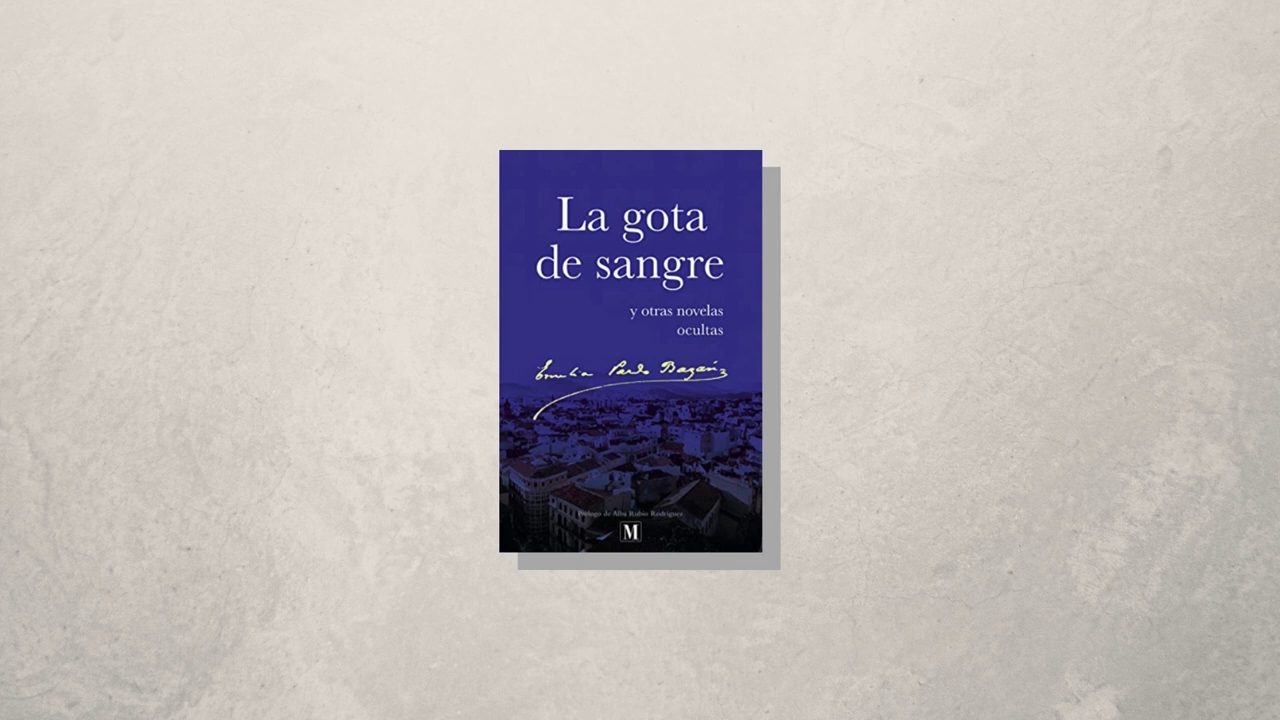 La gota
de sangre
y otras novelas
ocultas
Emilia Pardo Bazán
Prólogo de Alba Rubio Rodríguez
M